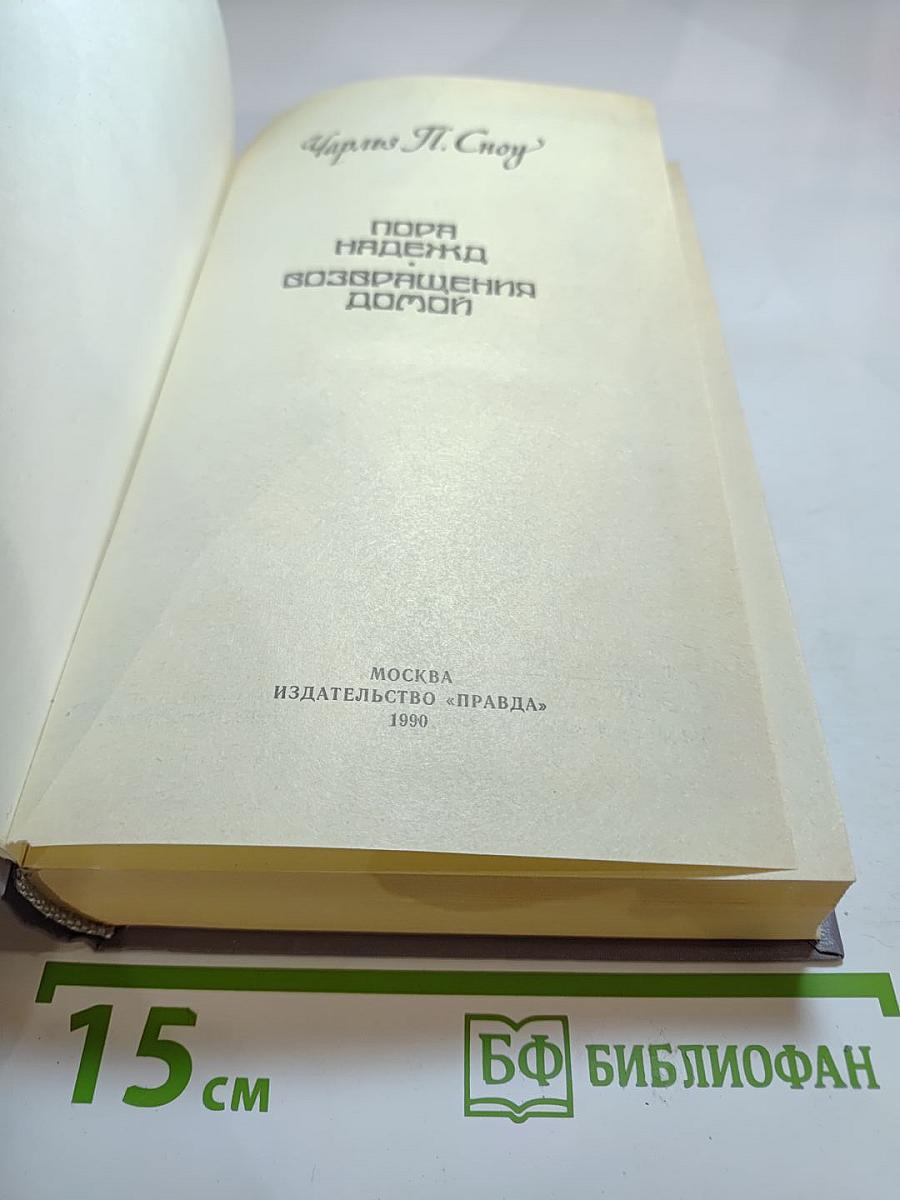 Чарльз П. Сноу
ПОРА
НАДЕЖД
•
ВОЗВРАЩЕНИЯ
ДОМОЙ
МОСКВА
ИЗДАТЕЛЬСТВО «ПРАВДА»
1990
15 см
БФ БИБЛИОФАН